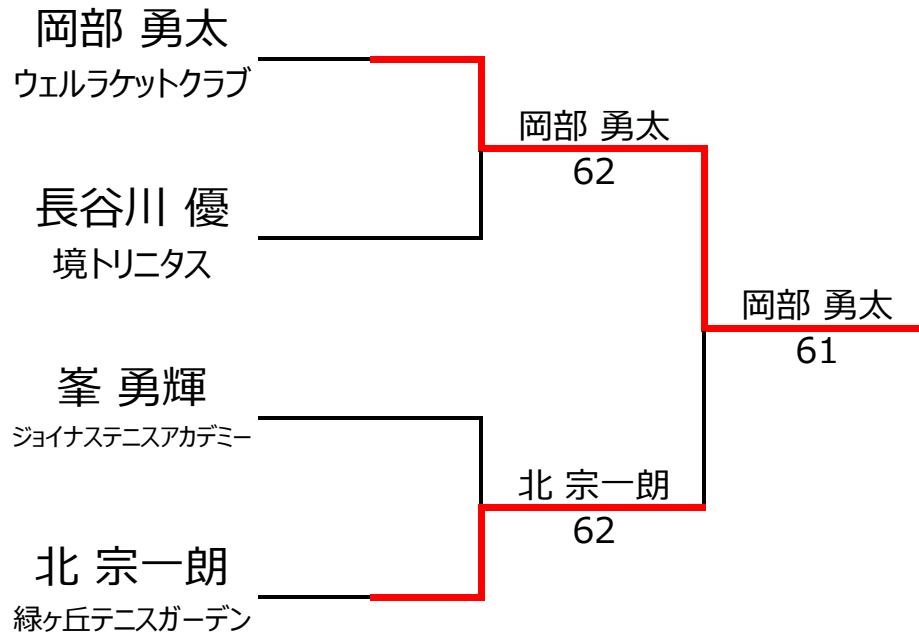 岡部 勇太
ウェルラケットクラブ
岡部 勇太
62
長谷川 優
境トリニタス
岡部 勇太
61
峯 勇輝
ジョイナステニスアカデミー
北 宗一朗
62
北 宗一朗
緑ヶ丘テニスガーデン